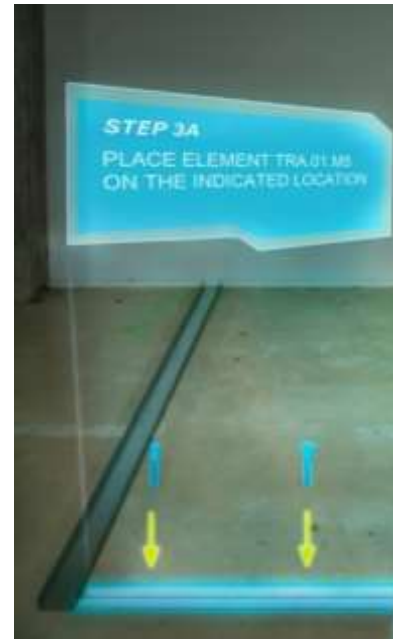 STEP 3A
PLACE ELEMENT TRA.01.M5
ON THE INDICATED LOCATION